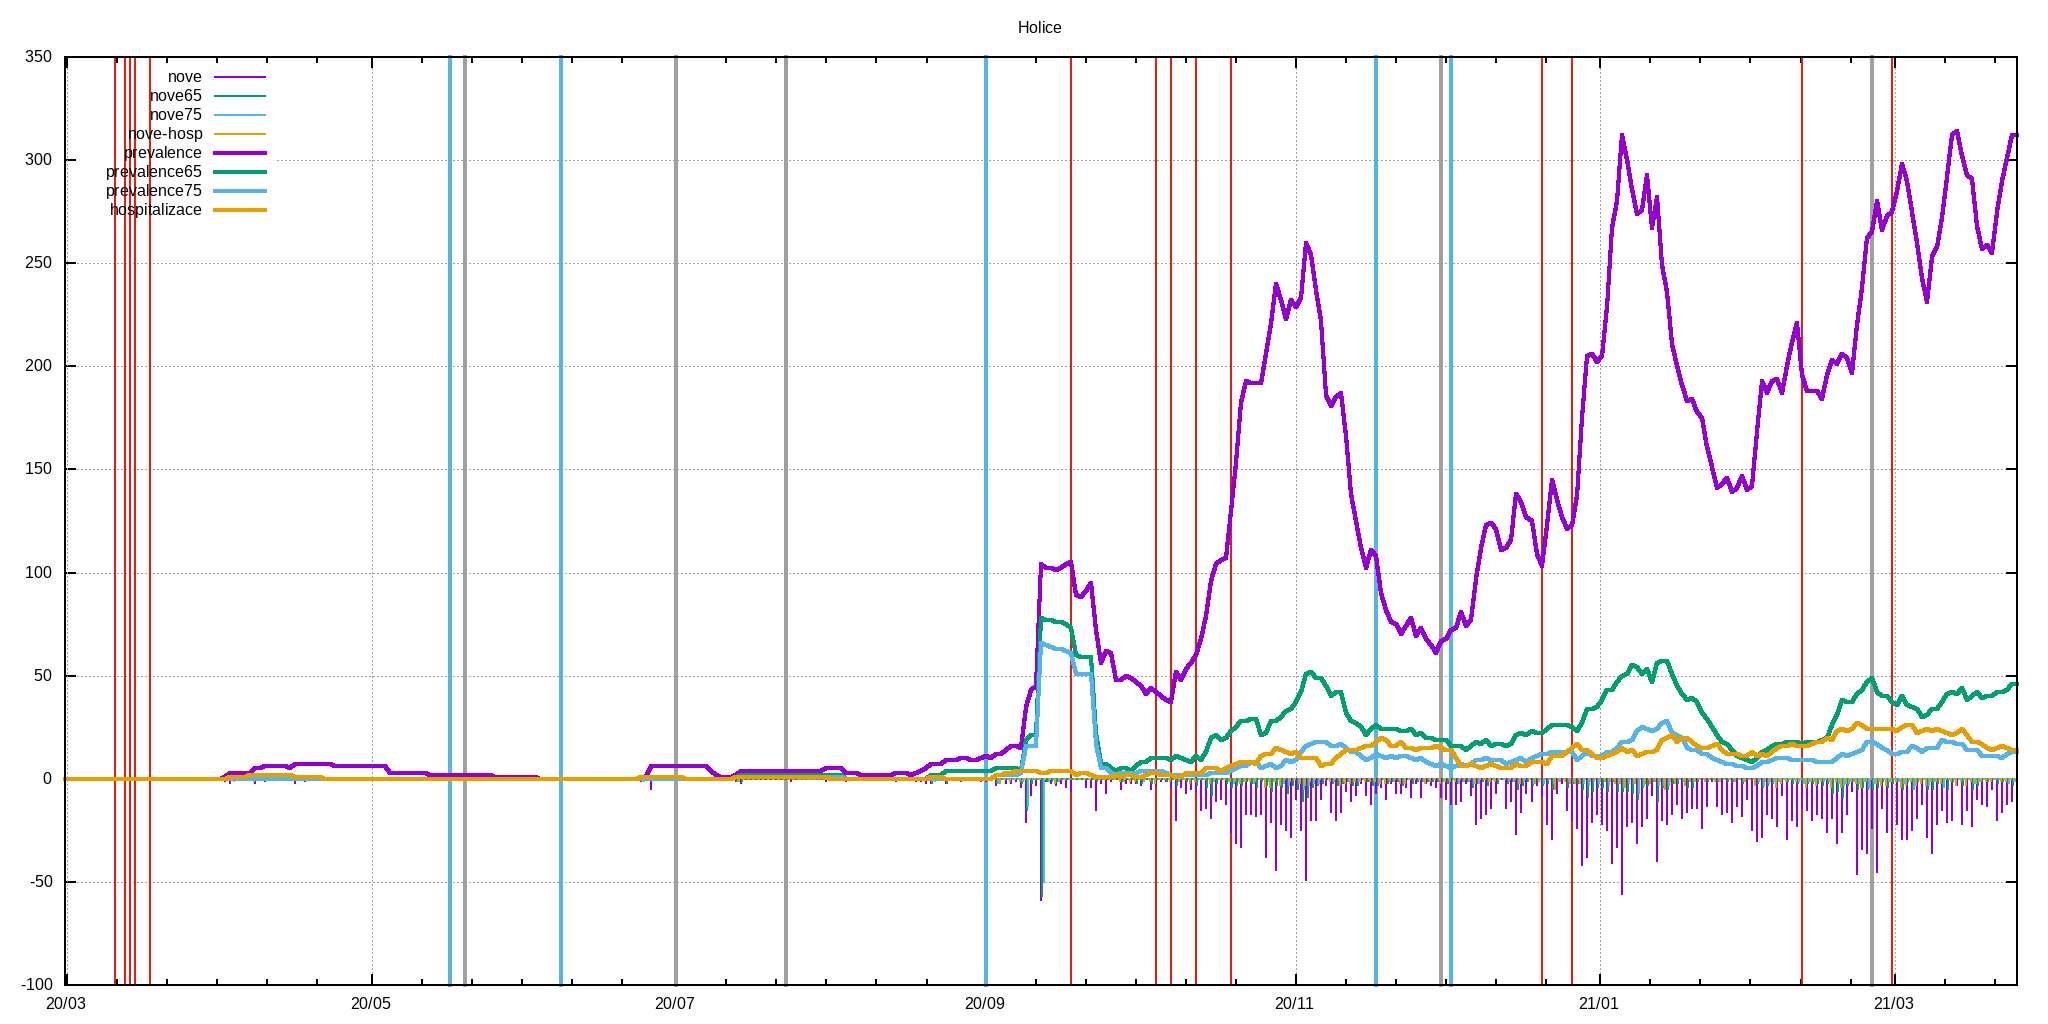 Holice
350
300
250
200
150
100
50
0
-50
-100
nove
nove65
nove75
nove-hosp
prevalence
prevalence65
prevalence75
hospitalizace
20/03 20/05 20/07 20/09 20/11 21/01 21/03